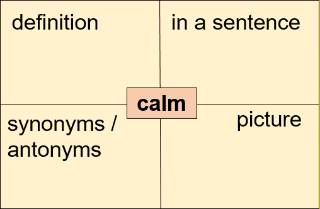 definition
in a sentence
calm
synonyms /
antonyms
picture